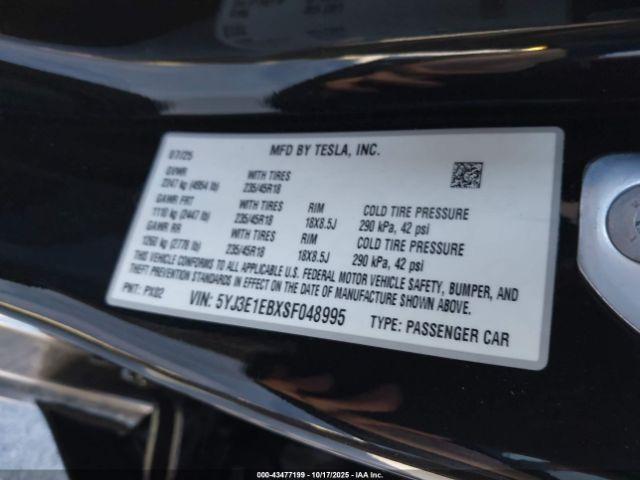 MFD BY TESLA, INC.
07/25
GVWR WITH TIRES
2247 kg (4954 lb) 235/45R18
GAWR FRT WITH TIRES RIM COLD TIRE PRESSURE
1110 kg (2447 lb) 235/45R18 18X8.5J 290 kPa, 42 psi
GAWR RR WITH TIRES RIM COLD TIRE PRESSURE
1260 kg (2778 lb) 235/45R18 18X8.5J 290 kPa, 42 psi
THIS VEHICLE CONFORMS TO ALL APPLICABLE U.S. FEDERAL MOTOR VEHICLE SAFETY, BUMPER, AND
THEFT PREVENTION STANDARDS IN EFFECT ON THE DATE OF MANUFACTURE SHOWN ABOVE.
PNT: PX02 VIN: 5YJ3E1EBXSF048995 TYPE: PASSENGER CAR
000-43477199 10/17/2025 - IAAI.COM